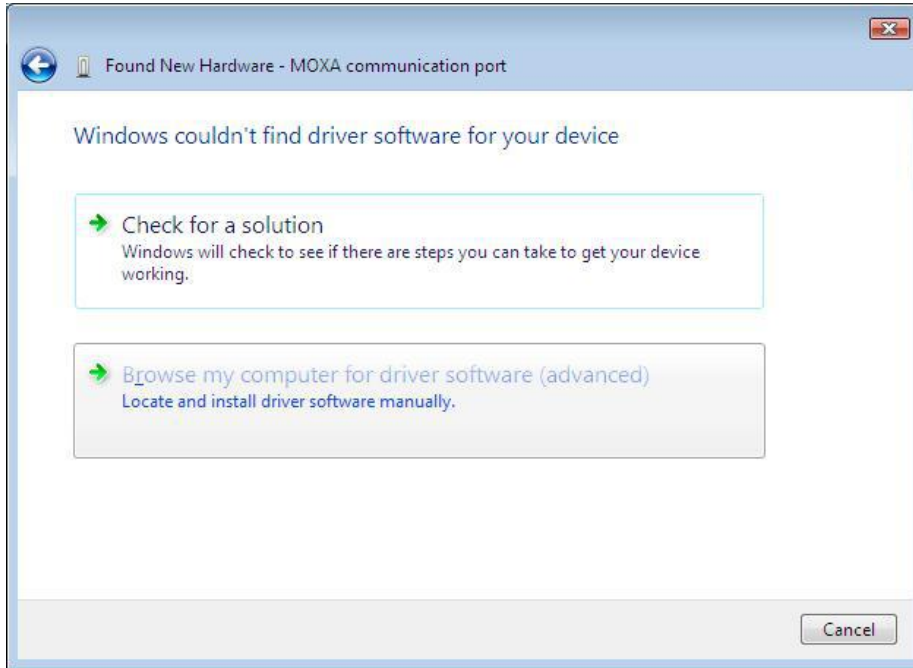 Found New Hardware - MOXA communication port
Windows couldn't find driver software for your device
Check for a solution
Windows will check to see if there are steps you can take to get your device
working.
Browse my computer for driver software (advanced)
Locate and install driver software manually.
Cancel